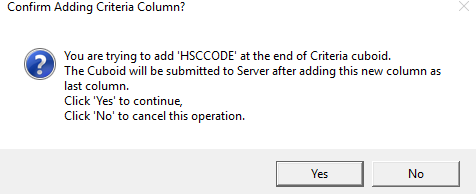 Confirm Adding Criteria Column?
You are trying to add 'HSCCODE' at the end of Criteria cuboid.
The Cuboid will be submitted to Server after adding this new column as
last column.
Click 'Yes' to continue,
Click 'No' to cancel this operation.
Yes
No